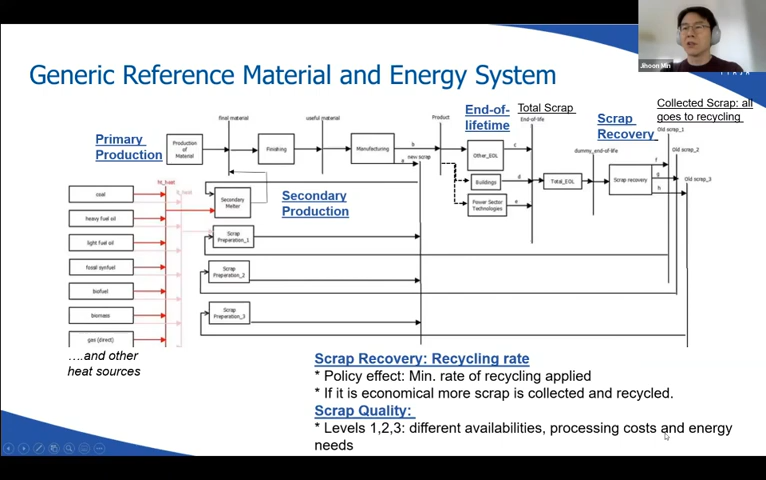 Jihoon Min
Generic Reference Material and Energy System
Collected Scrap: all
goes to recycling
End-of-
lifetime
Total Scrap
Scrap
Recovery
Primary
Production
final material
useful material
Product
End-of-life
dummy_end-of-life
Old scrap_1
Old scrap_2
Old scrap_3
Production
of
Material
Finishing
Manufacturing
b
a
new scrap
Other_EOL
c
Buildings
d
Power Sector
Technologies
e
Total_EOL
Scrap recovery
f
g
h
ht_heat
lt_heat
Secondary
Melter
Secondary
Production
Scrap
Preparation_1
Scrap
Preparation_2
Scrap
Preparation_3
coal
heavy fuel oil
light fuel oil
fossil synfuel
biofuel
biomass
gas (direct)
....and other
heat sources
Scrap Recovery: Recycling rate
* Policy effect: Min. rate of recycling applied
* If it is economical more scrap is collected and recycled.
Scrap Quality:
* Levels 1,2,3: different availabilities, processing costs and energy
needs